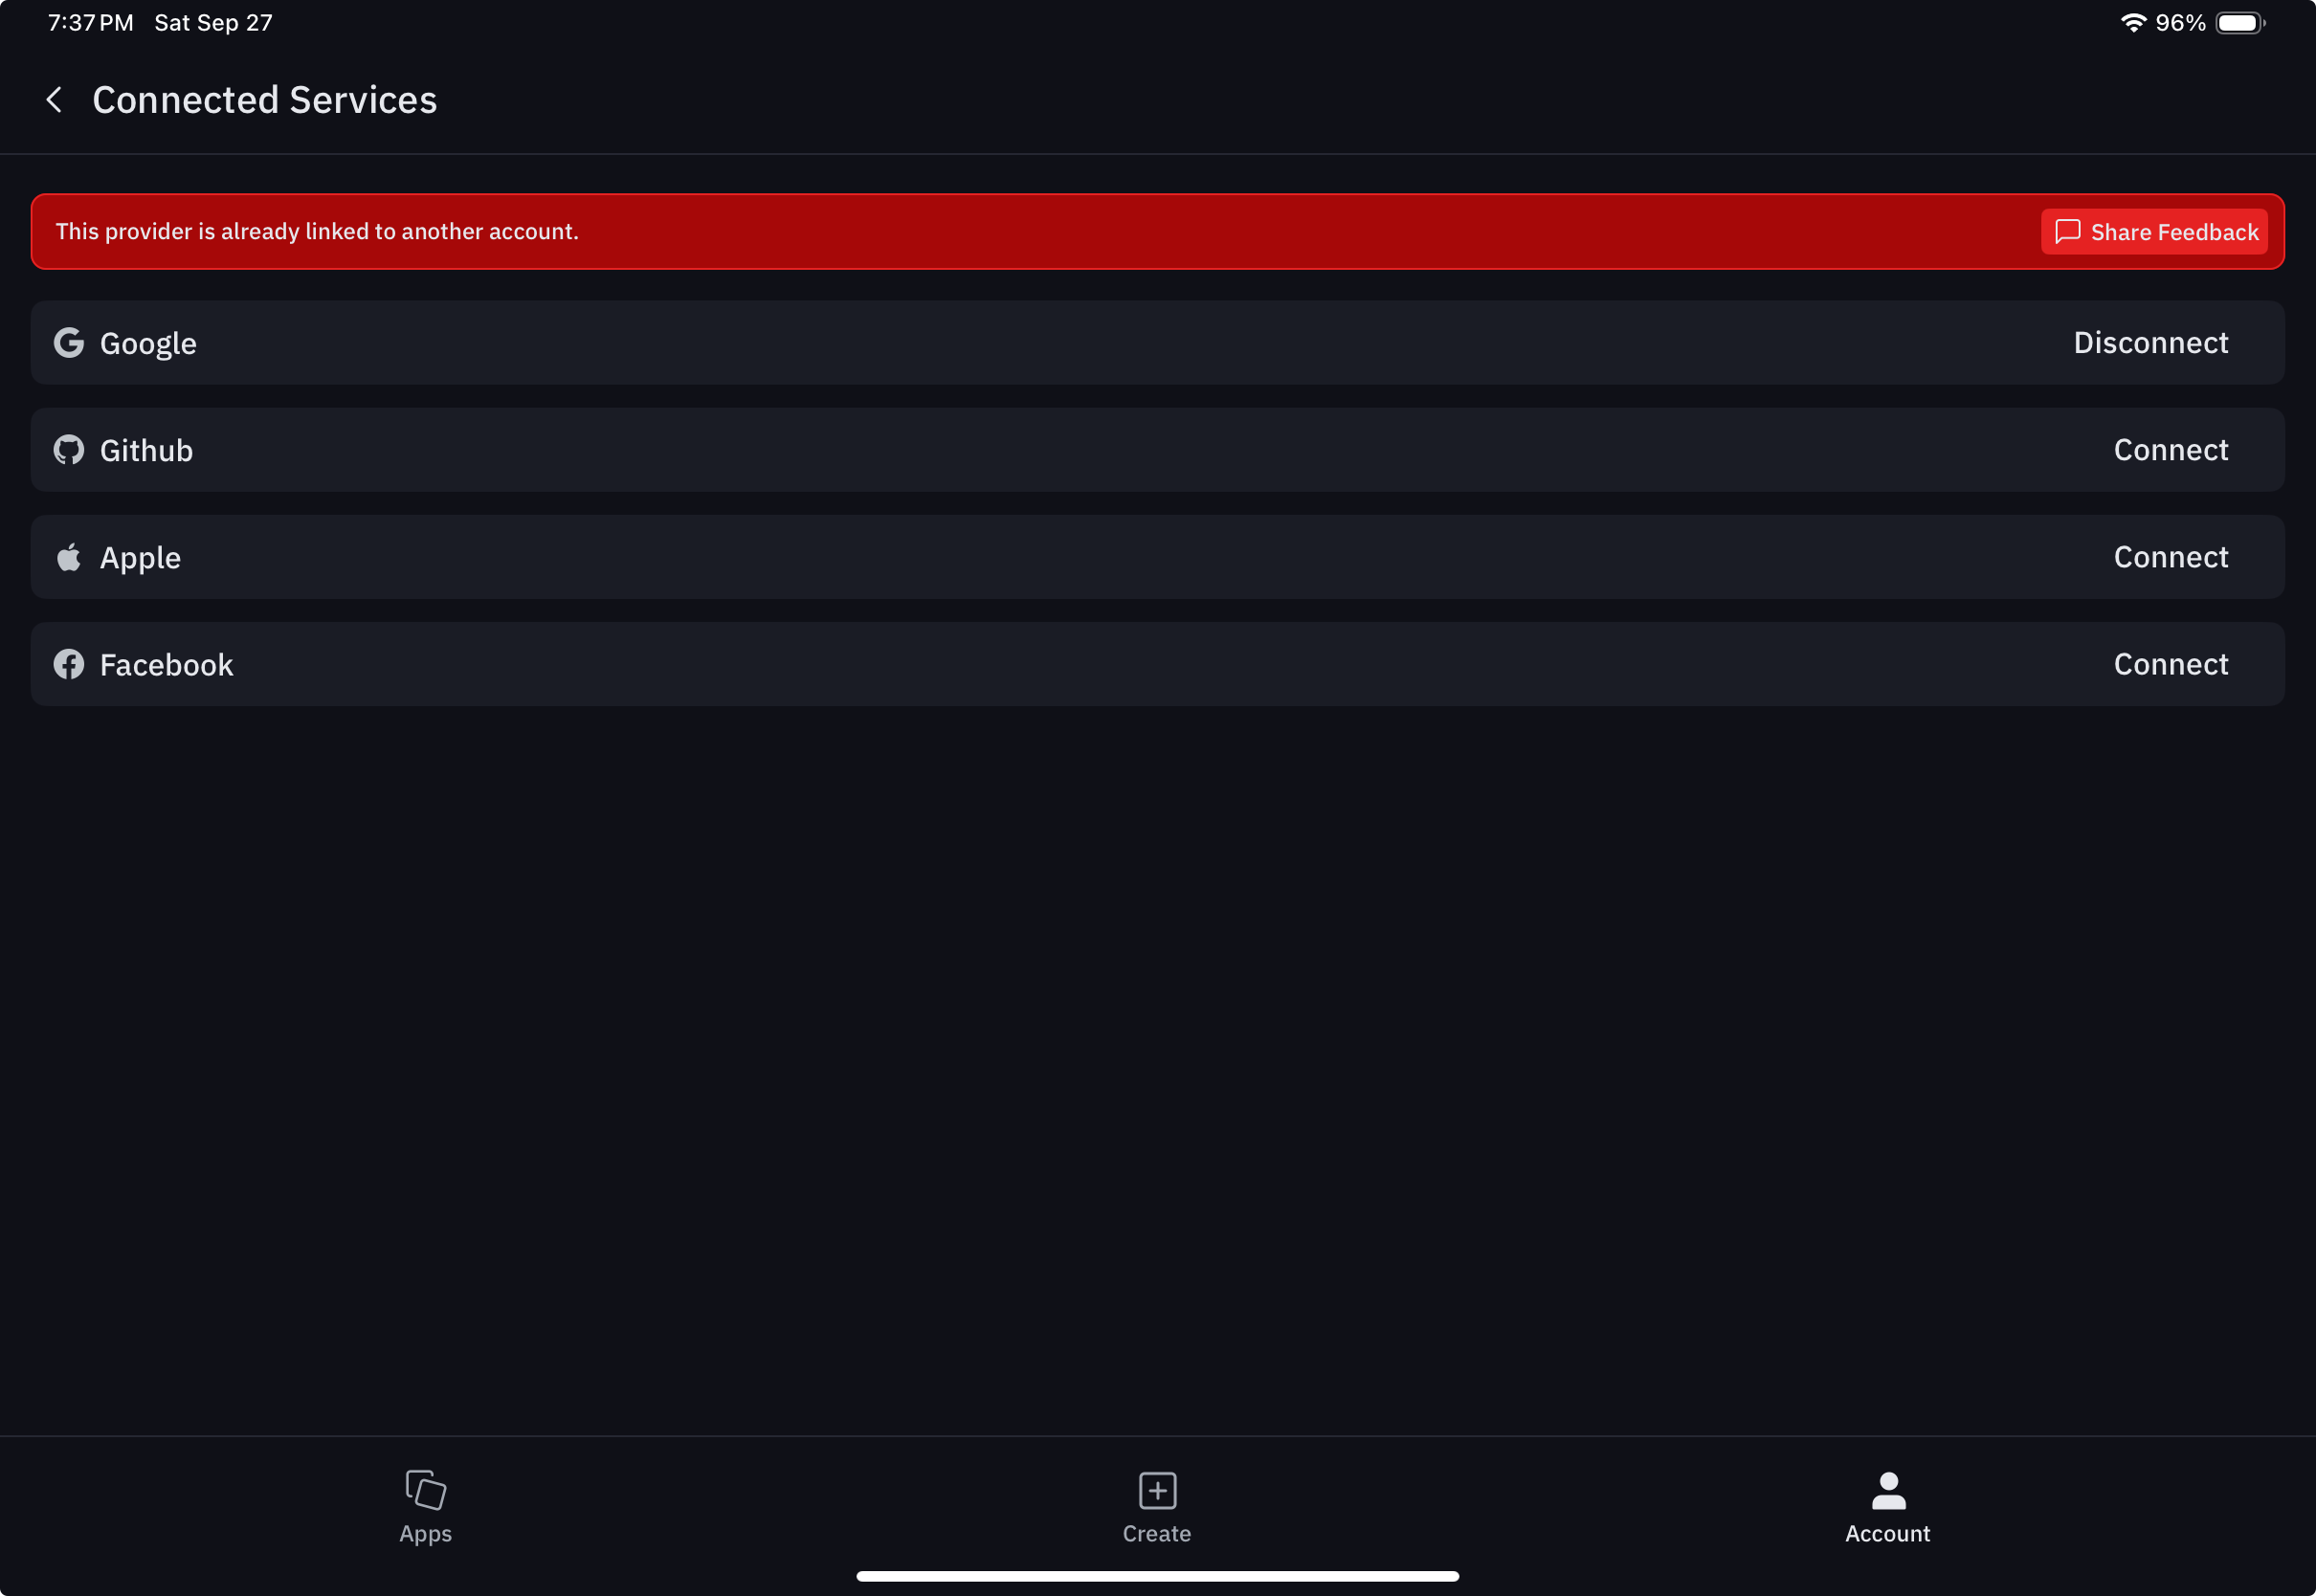 7:37 PM Sat Sep 27
96%
Connected Services
This provider is already linked to another account.
Share Feedback
Google
Disconnect
Github
Connect
Apple
Connect
Facebook
Connect
Apps
Create
Account